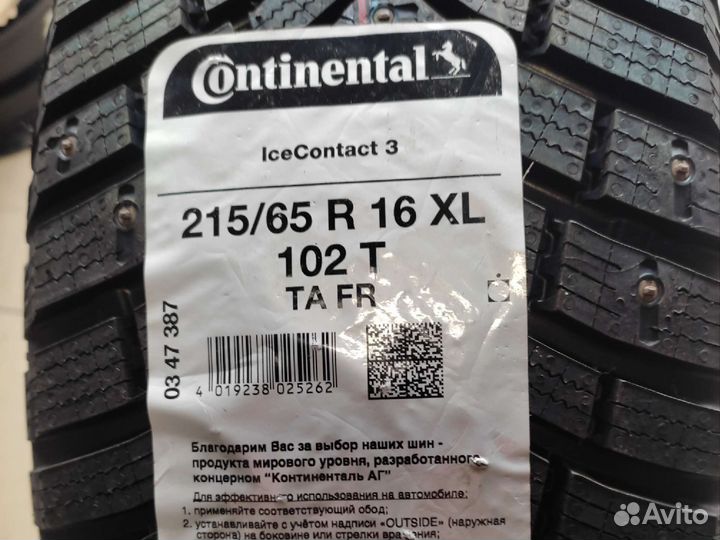 Continental
IceContact 3
215/65 R 16 XL
102 T
TA FR
03 47 387
4 019238 025262
Благодарим Вас за выбор наших шин -
продукта мирового уровня, разработанного
концерном "Континенталь АГ"
Для эффективного использования на автомобиле:
1. применяйте соответствующий обод;
2. устанавливайте с учётом надписи «OUTSIDE» (наружная
сторона) на боковине или стрелки вращения;
Avito